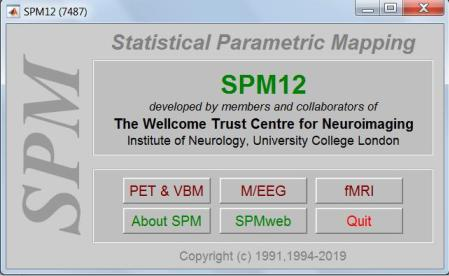 SPM12 (7487)
Statistical Parametric Mapping
SPM
SPM12
developed by members and collaborators of
The Wellcome Trust Centre for Neuroimaging
Institute of Neurology, University College London
PET & VBM M/EEG fMRI
About SPM SPMweb Quit
Copyright (c) 1991,1994-2019